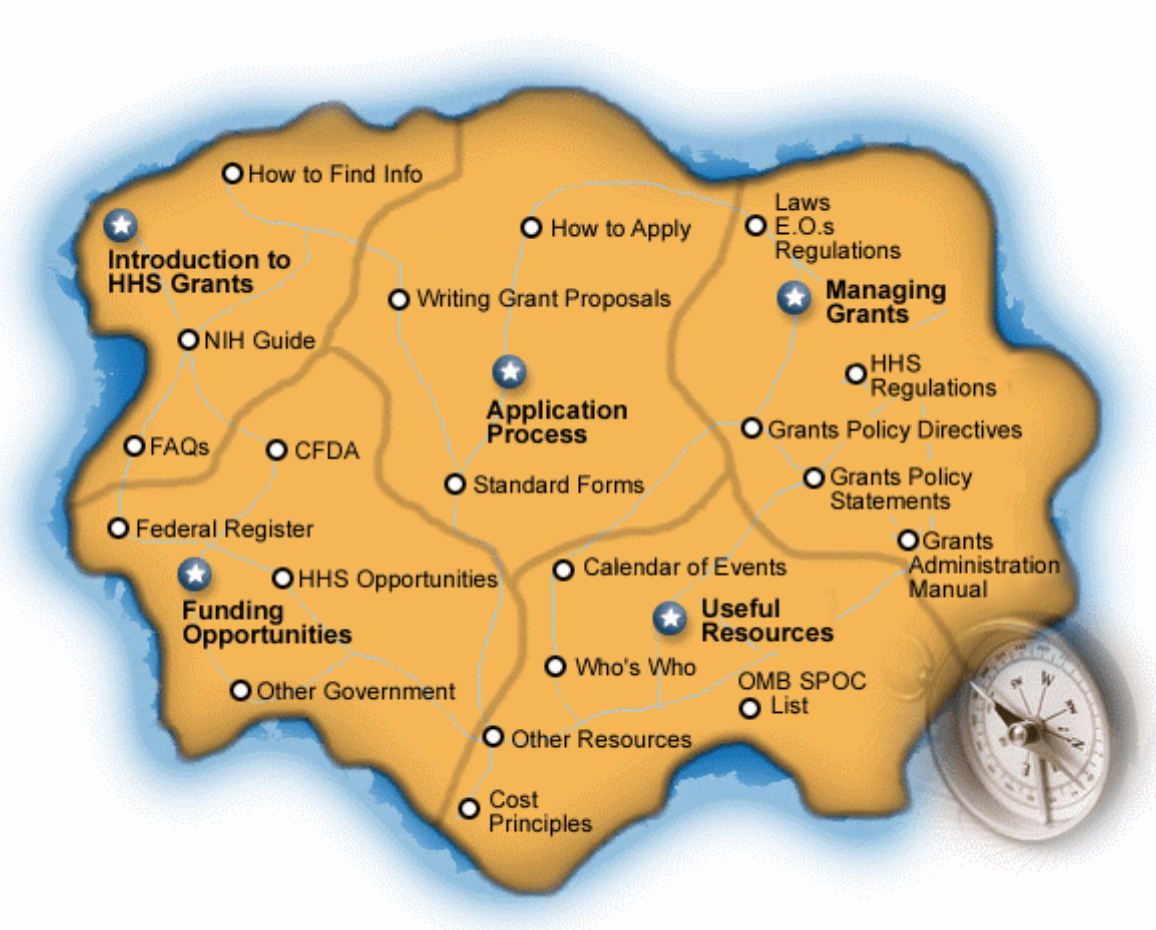 How to Find Info
Introduction to
HHS Grants
NIH Guide
FAQs
CFDA
Federal Register
HHS Opportunities
Funding
Opportunities
Other Government
How to Apply
Writing Grant Proposals
Application
Process
Standard Forms
Laws
E.O.s
Regulations
Managing
Grants
HHS
Regulations
Grants Policy Directives
Grants Policy
Statements
Grants
Administration
Manual
Calendar of Events
Useful
Resources
Who's Who
OMB SPOC
List
Other Resources
Cost
Principles
W
N
E